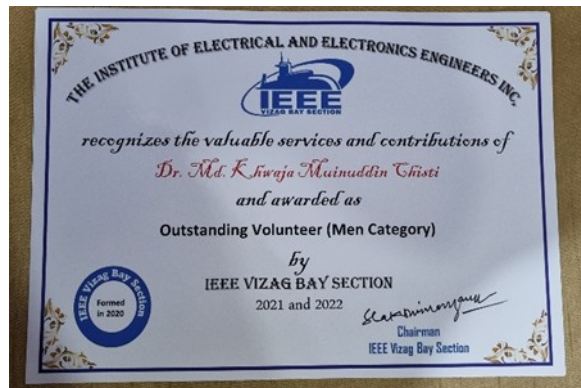 THE INSTITUTE OF ELECTRICAL AND ELECTRONICS ENGINEERS INC,
IEEE
VIZAG BAY SECTION
recognizes the valuable services and contributions of
Dr. Md. Khwaja Muinuddin Chisti
and awarded as
Outstanding Volunteer (Men Category)
by
IEEE VIZAG BAY SECTION
2021 and 2022
IEEE Vizag Bay Section
Formed
in 2020
Chairman
IEEE Vizag Bay Section